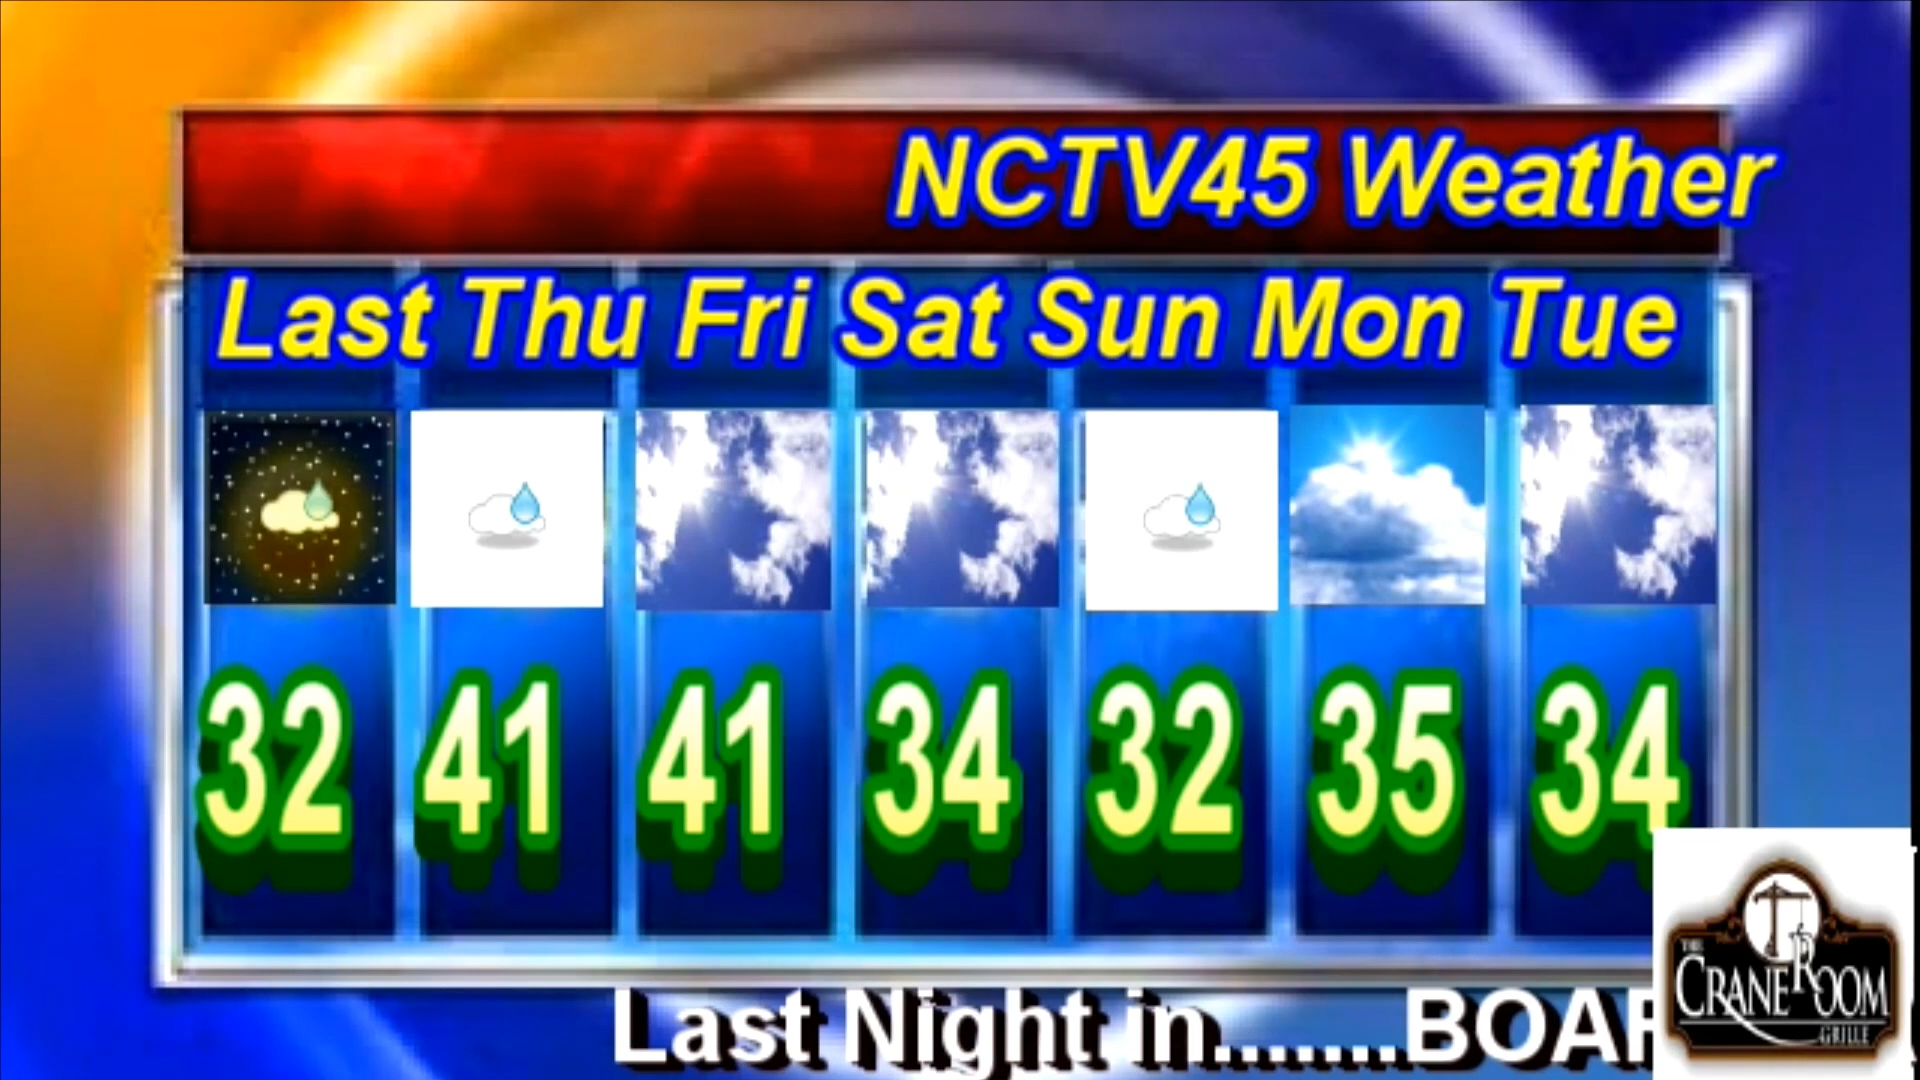 NCTV45 Weather
Last Thu Fri Sat Sun Mon Tue
32 41 41 34 32 35 34
Last Night in.......
THE
CRANE ROOM
GRILLE